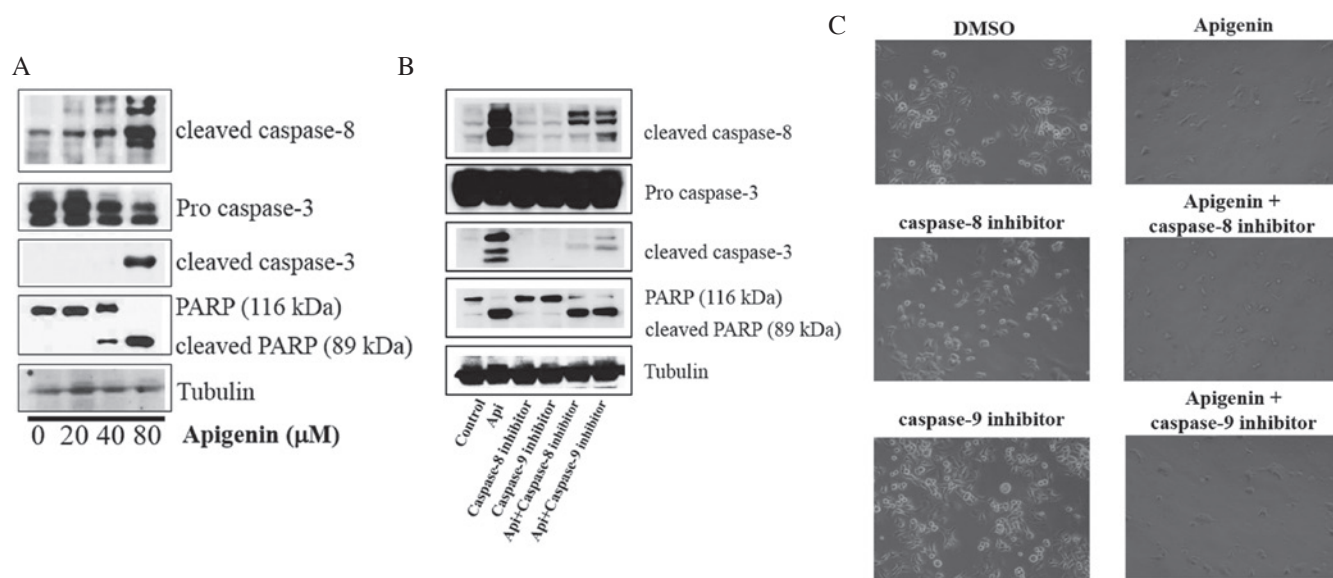 A
cleaved caspase-8
Pro caspase-3
cleaved caspase-3
PARP (116 kDa)
cleaved PARP (89 kDa)
Tubulin
0 20 40 80 Apigenin (μM)
B
cleaved caspase-8
Pro caspase-3
cleaved caspase-3
PARP (116 kDa)
cleaved PARP (89 kDa)
Tubulin
Control
Api
Caspase-8 inhibitor
Caspase-9 inhibitor
Api+Caspase-8 inhibitor
Api+Caspase-9 inhibitor
C
DMSO
Apigenin
caspase-8 inhibitor
Apigenin +
caspase-8 inhibitor
caspase-9 inhibitor
Apigenin +
caspase-9 inhibitor